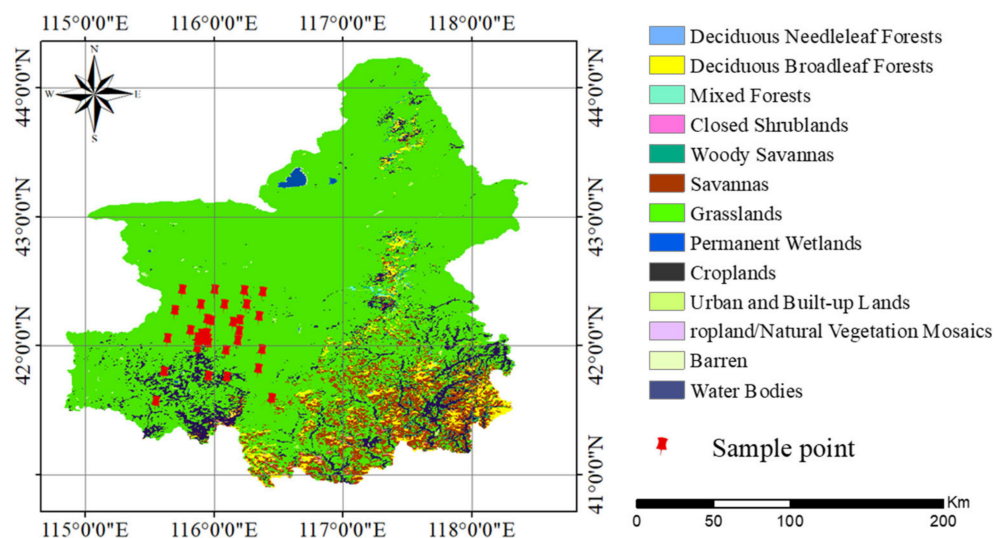 115°0'0"E 116°0'0"E 117°0'0"E 118°0'0"E
N
W E
S
44°0'0"N
43°0'0"N
42°0'0"N
41°0'0"N
44°0'0"N
43°0'0"N
42°0'0"N
41°0'0"N
115°0'0"E 116°0'0"E 117°0'0"E 118°0'0"E
Deciduous Needleleaf Forests
Deciduous Broadleaf Forests
Mixed Forests
Closed Shrublands
Woody Savannas
Savannas
Grasslands
Permanent Wetlands
Croplands
Urban and Built-up Lands
ropland/Natural Vegetation Mosaics
Barren
Water Bodies
Sample point
Km
0 50 100 200